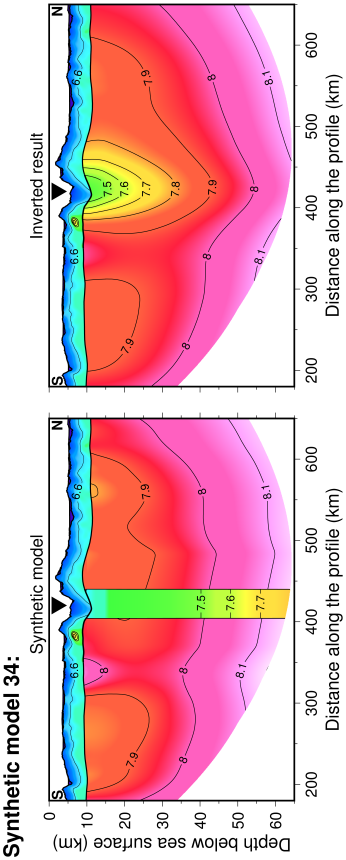 Synthetic model 34:
Synthetic model
S N
6.6 6.6
8
7.9 7.9
8 8
8.1 8.1
7.5
7.6
7.7
0
10
20
30
40
50
60
Depth below sea surface (km)
200 300 400 500 600
Distance along the profile (km)
Inverted result
S N
6.6 6.6
7.5
7.6
7.7
7.8
7.9
7.9 7.9
8 8 8
8.1 8.1
200 300 400 500 600
Distance along the profile (km)